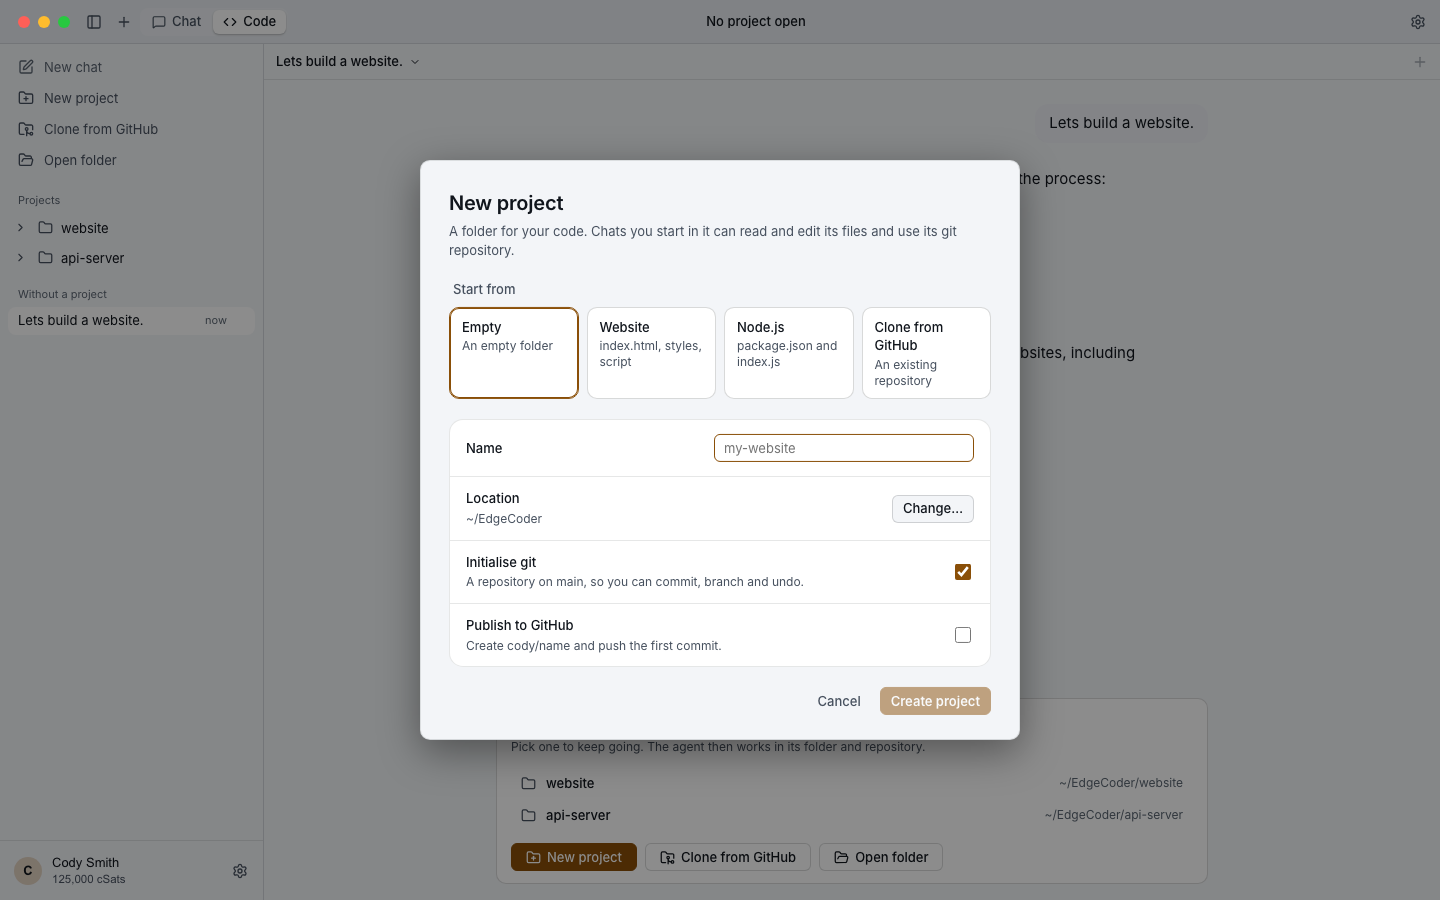 Chat
Code
No project open
New chat
New project
Clone from GitHub
Open folder
Projects
website
api-server
Without a project
Lets build a website.
now
Cody Smith
125,000 cSats
Lets build a website.
Lets build a website.
the process:
bsites, including
New project
A folder for your code. Chats you start in it can read and edit its files and use its git
repository.
Start from
Empty
An empty folder
Website
index.html, styles,
script
Node.js
package.json and
index.js
Clone from
GitHub
An existing
repository
Name
my-website
Location
~/EdgeCoder
Change...
Initialise git
A repository on main, so you can commit, branch and undo.
Publish to GitHub
Create cody/name and push the first commit.
Cancel
Create project
Pick one to keep going. The agent then works in its folder and repository.
website
~/EdgeCoder/website
api-server
~/EdgeCoder/api-server
New project
Clone from GitHub
Open folder
C